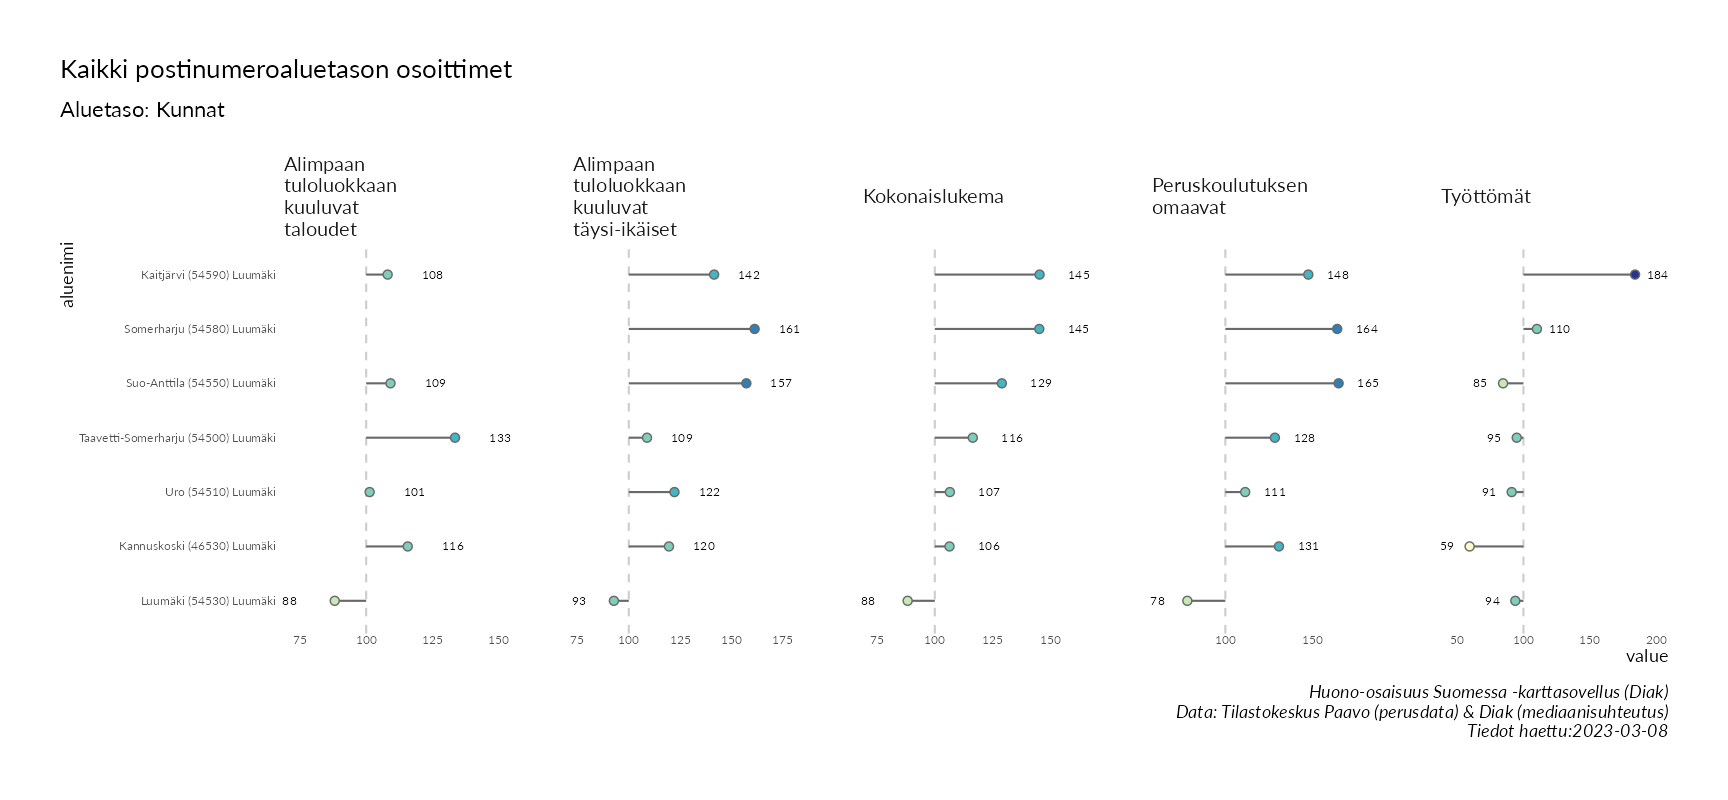 Kaikki postinumeroaluetason osoittimet
Aluetaso: Kunnat
Alimpaan
tuloluokkaan
kuuluvat
taloudet
Alimpaan
tuloluokkaan
kuuluvat
täysi-ikäiset
Kokonaislukema
Peruskoulutuksen
omaavat
Työttömät
aluenimi
Kaitjärvi (54590) Luumäki 108 142 145 148 184
Somerharju (54580) Luumäki 161 145 164 110
Suo-Anttila (54550) Luumäki 109 157 129 165 85
Taavetti-Somerharju (54500) Luumäki 133 109 116 128 95
Uro (54510) Luumäki 101 122 107 111 91
Kannuskoski (46530) Luumäki 116 120 106 131 59
Luumäki (54530) Luumäki 88 93 88 78 94
75 100 125 150 75 100 125 150 175 75 100 125 150 100 150 50 100 150 200
value
Huono-osaisuus Suomessa -karttasovellus (Diak)
Data: Tilastokeskus Paavo (perusdata) & Diak (mediaanisuhteutus)
Tiedot haettu:2023-03-08